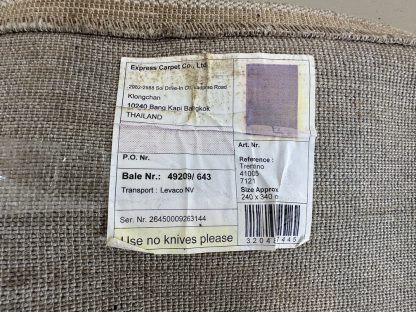 Express Carpet Co., Ltd.
Klongchan
10240 Bang Kapi Bangkok
THAILAND
Art. Nr.
P.O. Nr.
Reference :
Trentino
41005
7121
Bale Nr.: 49209/ 643
Size Approx
240 x 340 o
Transport : Levaco NV
Ser. Nr. 26450009263144
Use no knives please